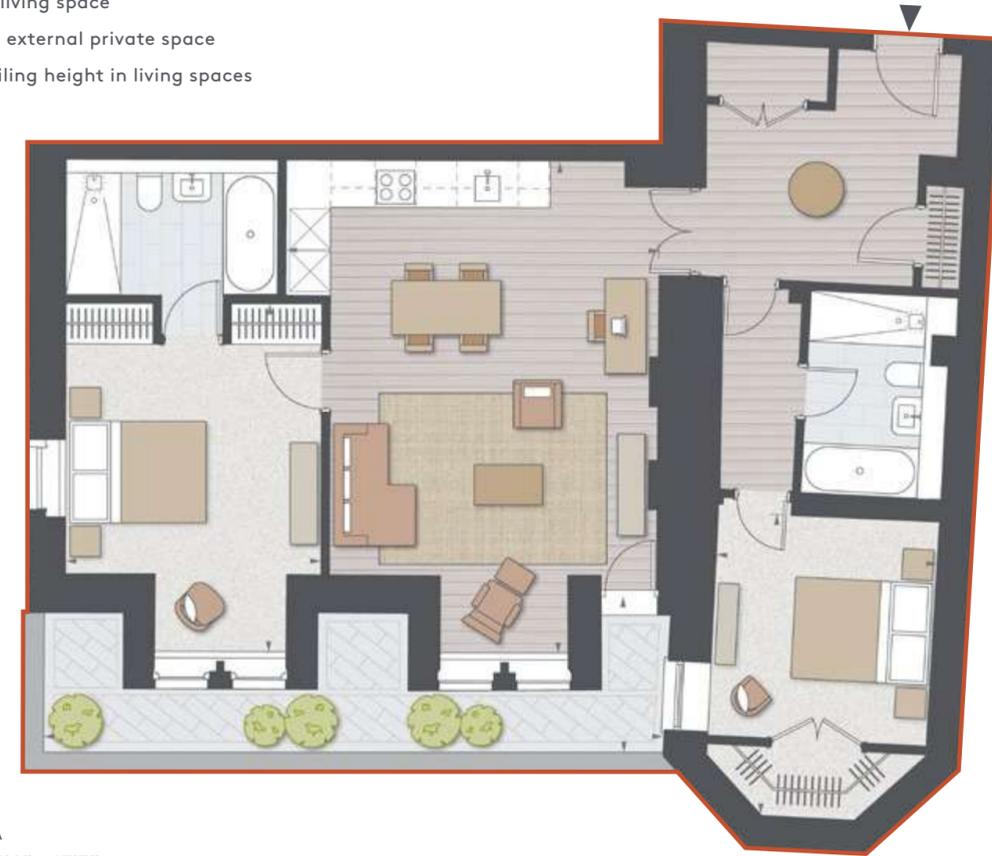 living space
external private space
iling height in living spaces